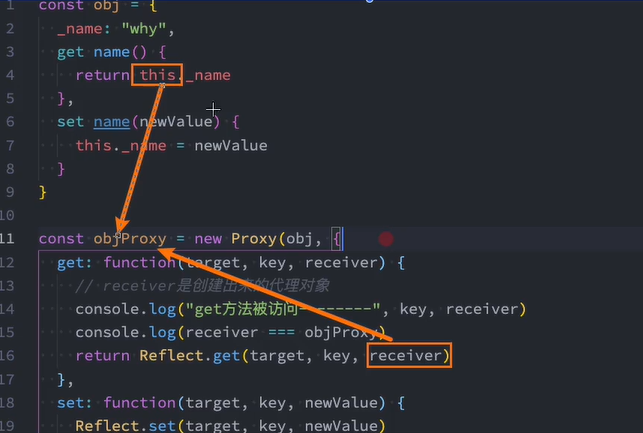 1 const obj = {
2 _name: "why",
3 get name() {
4 return this._name
5 },
6 set name(newValue) {
7 this._name = newValue
8 }
9 }
10
11 const objProxy = new Proxy(obj, {
12 get: function(target, key, receiver) {
13 // receiver是创建出来的代理对象
14 console.log("get方法被访问--------", key, receiver)
15 console.log(receiver === objProxy)
16 return Reflect.get(target, key, receiver)
17 },
18 set: function(target, key, newValue) {
19 Reflect.set(target, key, newValue)